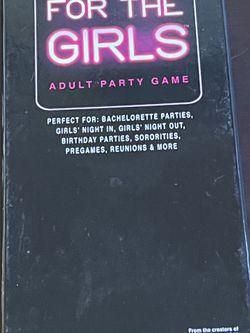 FOR THE
GIRLS™
ADULT PARTY GAME
PERFECT FOR: BACHELORETTE PARTIES,
GIRLS' NIGHT IN, GIRLS' NIGHT OUT,
BIRTHDAY PARTIES, SORORITIES,
PREGAMES, REUNIONS & MORE
From the creators of